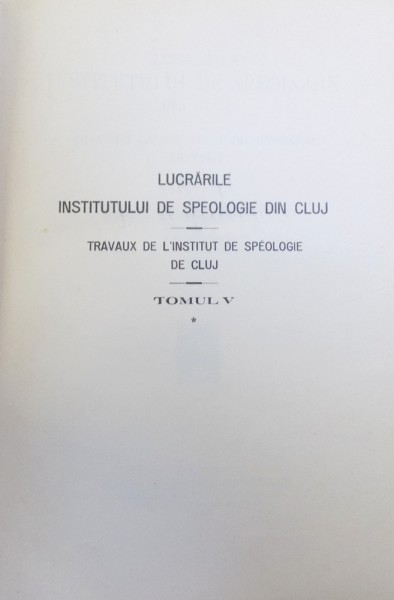 LUCRĂRILE
INSTITUTULUI DE SPEOLOGIE DIN CLUJ
TRAVAUX DE L'INSTITUT DE SPÉOLOGIE
DE CLUJ
TOMUL V
*